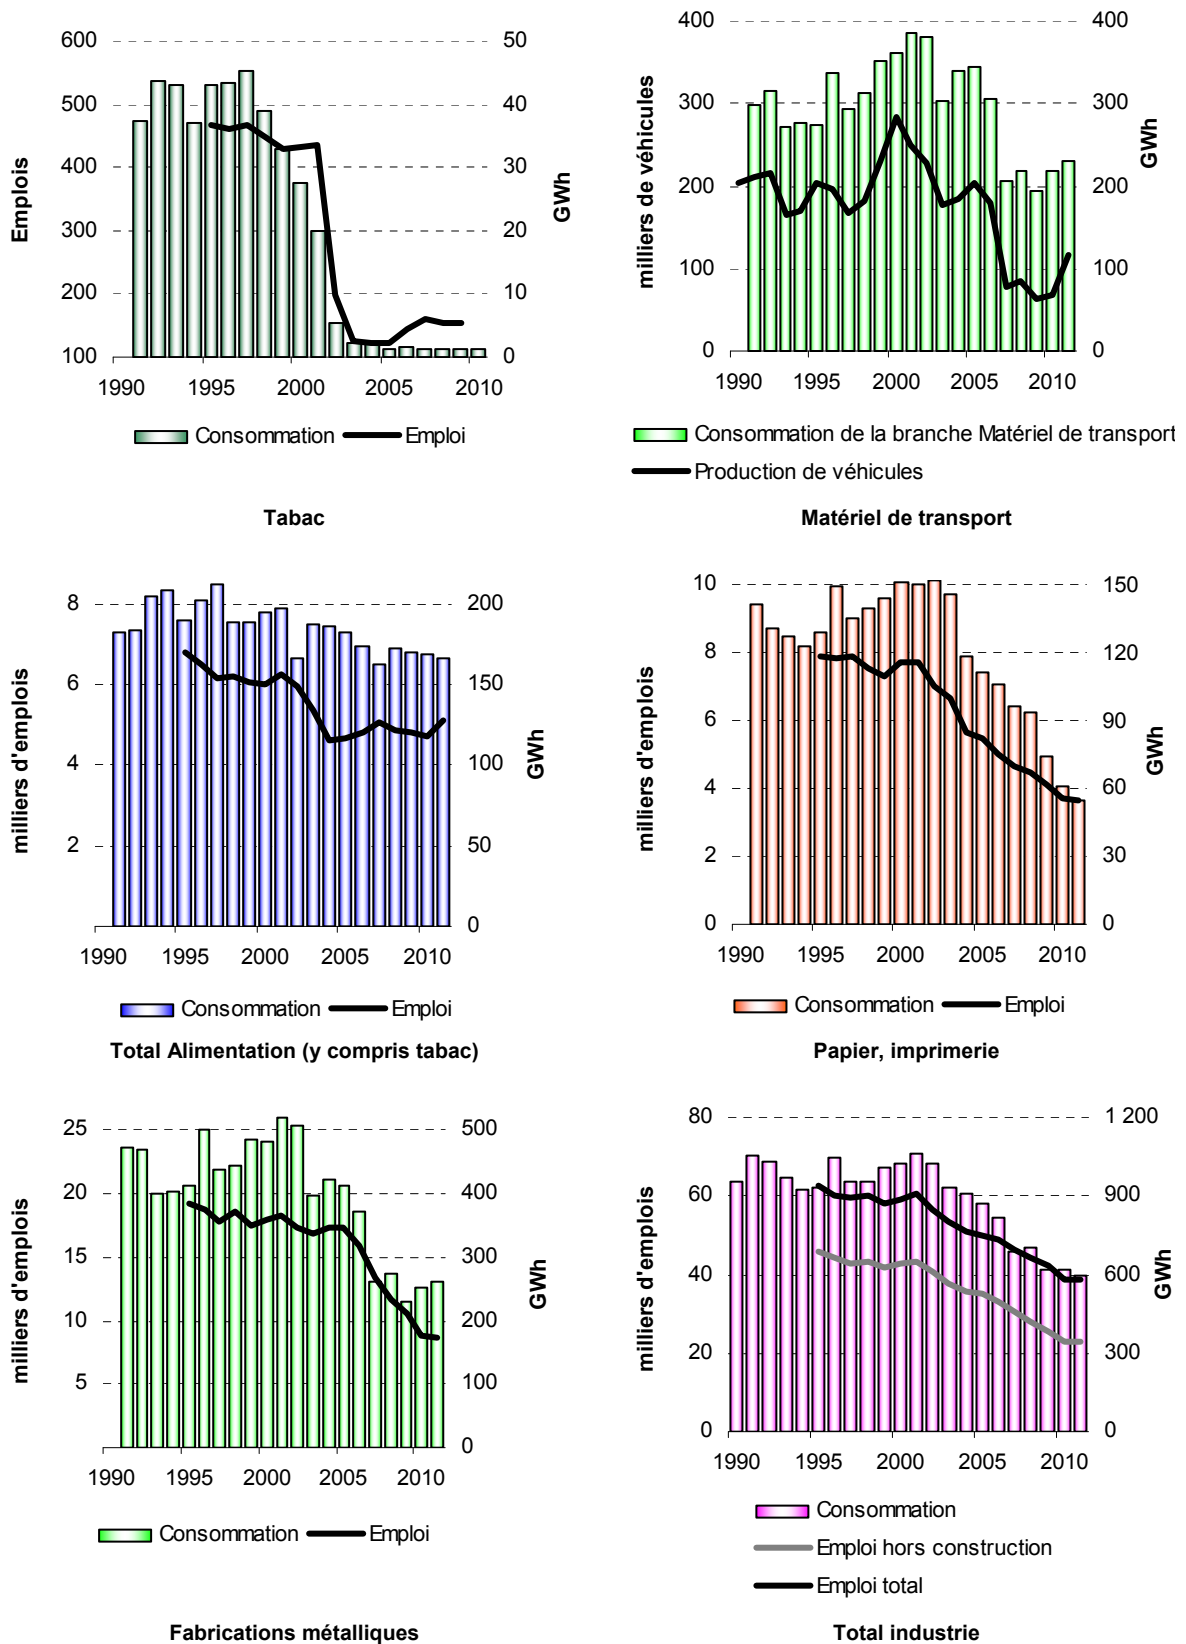 600
500
400
300
200
100
Emplois
50
40
30
20
10
0
GWh
1990 1995 2000 2005 2010
Consommation Emploi
Tabac
400
300
200
100
0
milliers de véhicules
400
300
200
100
0
GWh
1990 1995 2000 2005 2010
Consommation de la branche Matériel de transport
Production de véhicules
Matériel de transport
8
6
4
2
milliers d'emplois
200
150
100
50
0
GWh
1990 1995 2000 2005 2010
Consommation Emploi
Total Alimentation (y compris tabac)
10
8
6
4
2
0
milliers d'emplois
150
120
90
60
30
0
GWh
1990 1995 2000 2005 2010
Consommation Emploi
Papier, imprimerie
25
20
15
10
5
milliers d'emplois
500
400
300
200
100
0
GWh
1990 1995 2000 2005 2010
Consommation Emploi
Fabrications métalliques
80
60
40
20
0
milliers d'emplois
1 200
900
600
300
0
GWh
1990 1995 2000 2005 2010
Consommation
Emploi hors construction
Emploi total
Total industrie